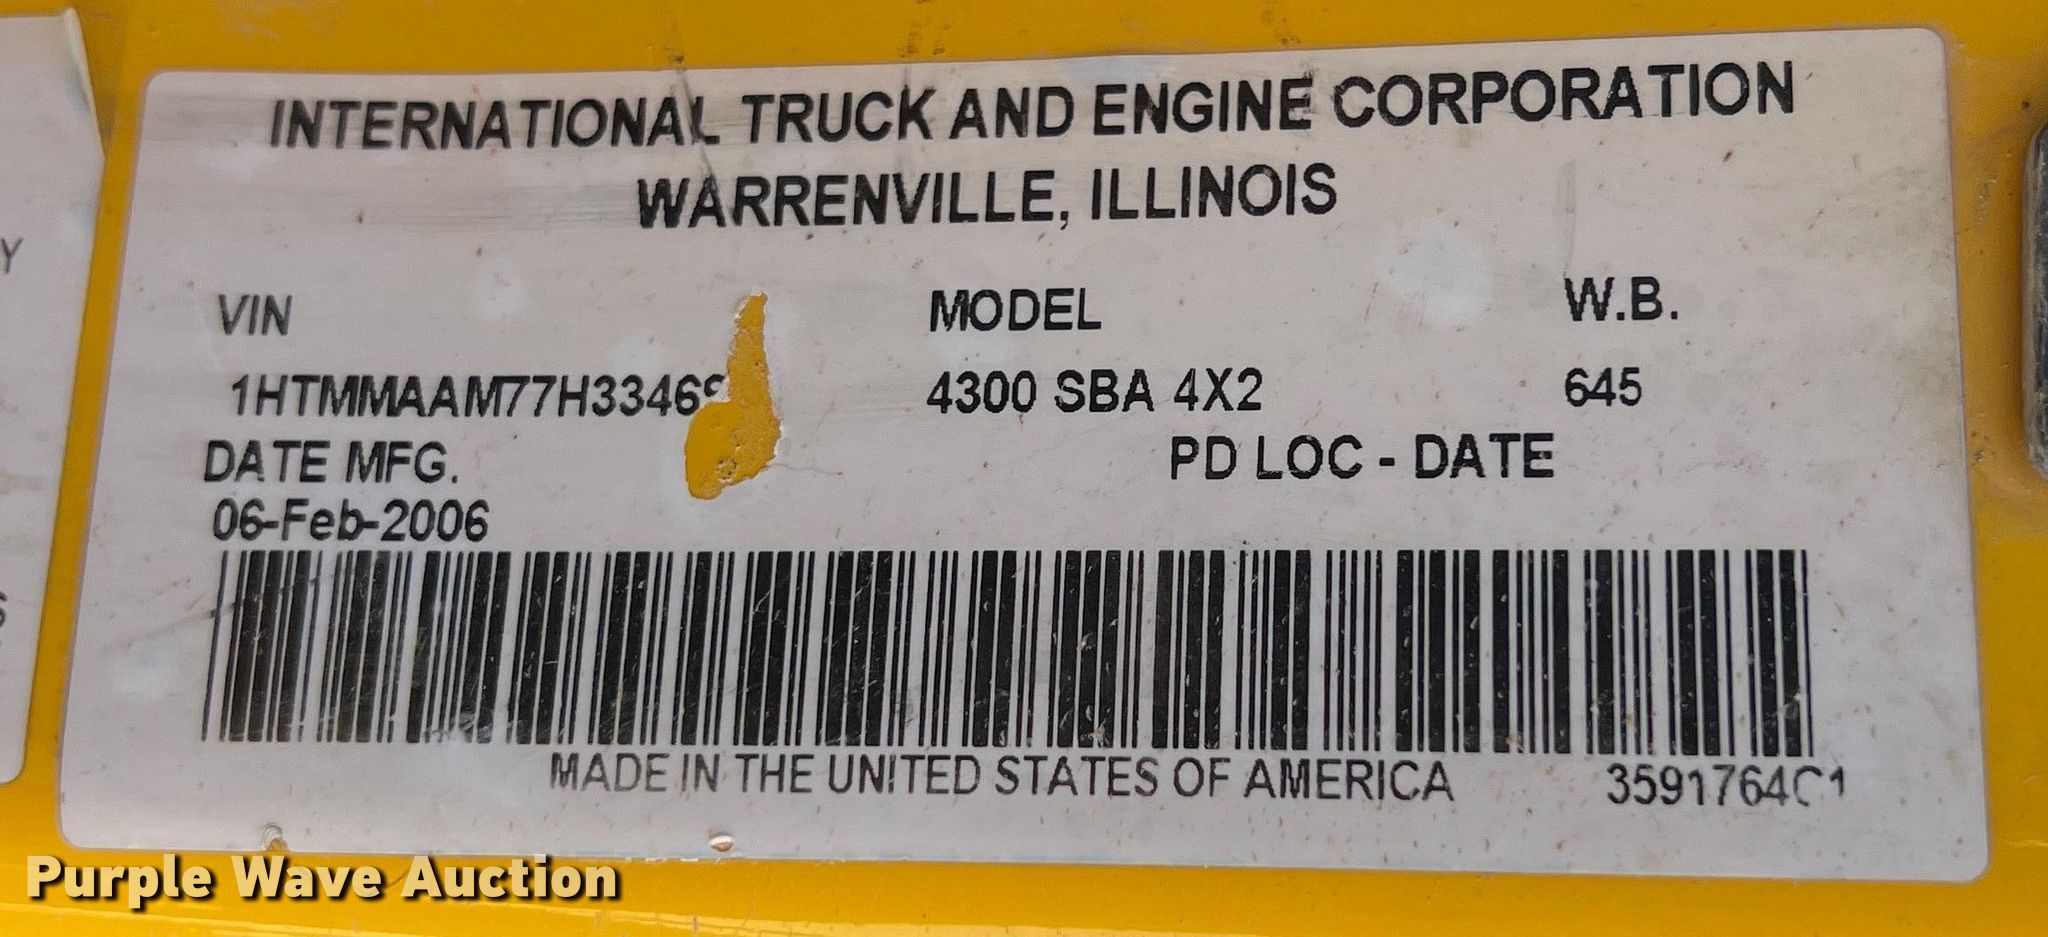 INTERNATIONAL TRUCK AND ENGINE CORPORATION
WARRENVILLE, ILLINOIS
VIN MODEL W.B.
4300 SBA 4X2 645
DATE MFG. PD LOC - DATE
06-Feb-2006
MADE IN THE UNITED STATES OF AMERICA 3591764C1
Y
Purple Wave Auction